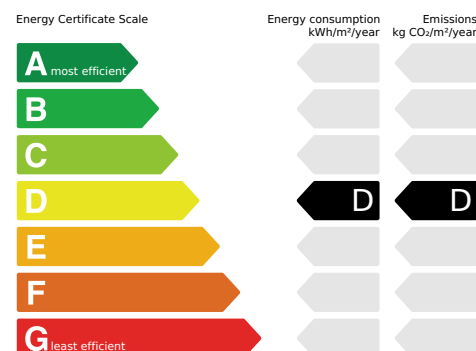 Energy Certificate Scale
Energy consumption
kWh/m²/year
Emissions
kg CO₂/m²/year
A most efficient
B
C
D D D
E
F
G least efficient